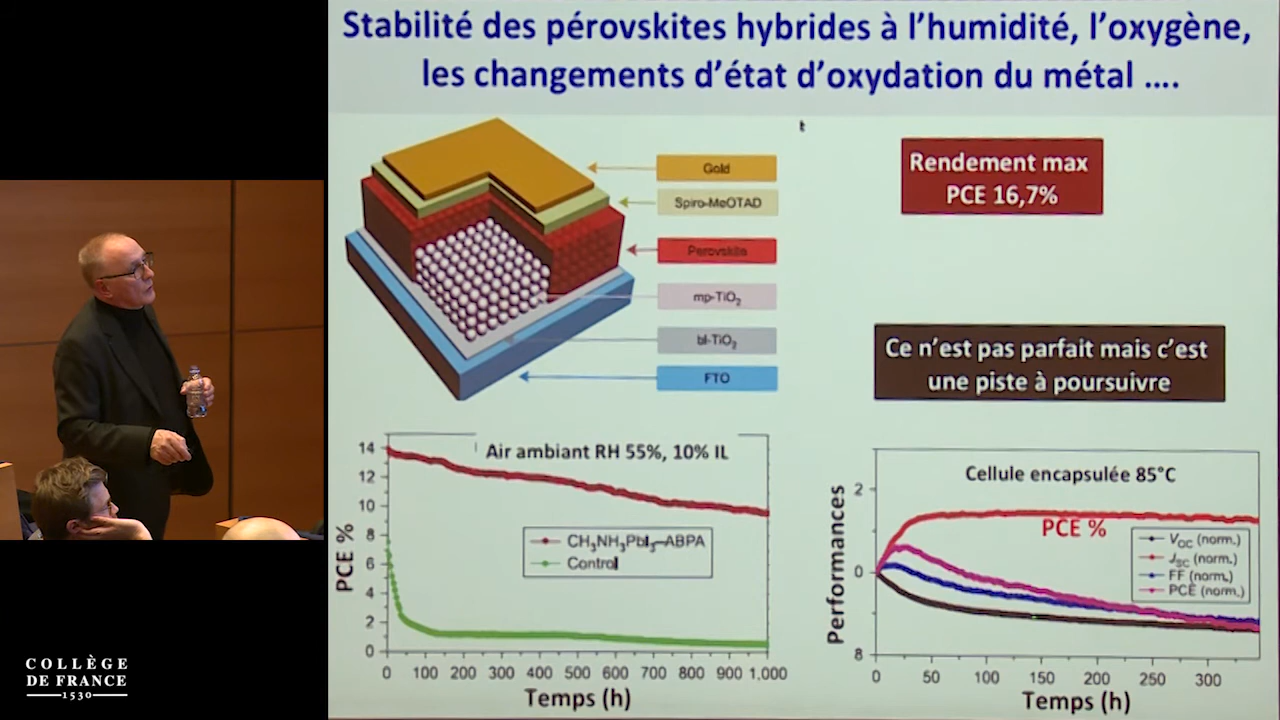 Stabilité des pérovskites hybrides à l'humidité, l'oxygène,
les changements d'état d'oxydation du métal ....
t
Gold
Spiro-MeOTAD
Perovskite
mp-TiO₂
bl-TiO₂
FTO
Rendement max
PCE 16,7%
Ce n'est pas parfait mais c'est
une piste à poursuivre
Air ambiant RH 55%, 10% IL
PCE %
14
12
10
8
6
4
2
0
CH₃NH₃PbI₃–ABPA
Control
0 100 200 300 400 500 600 700 800 900 1,000
Temps (h)
Cellule encapsulée 85°C
Performances
2
0
8
PCE %
V_OC (norm.)
J_SC (norm.)
FF (norm.)
PCE (norm.)
0 50 100 150 200 250 300
Temps (h)
COLLÈGE
DE FRANCE
1530